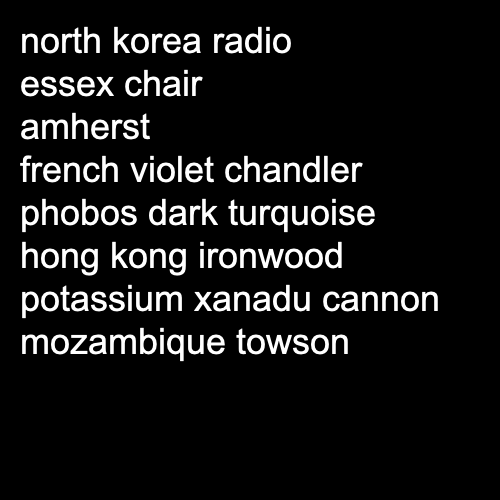 north korea radio
essex chair
amherst
french violet chandler
phobos dark turquoise
hong kong ironwood
potassium xanadu cannon
mozambique towson